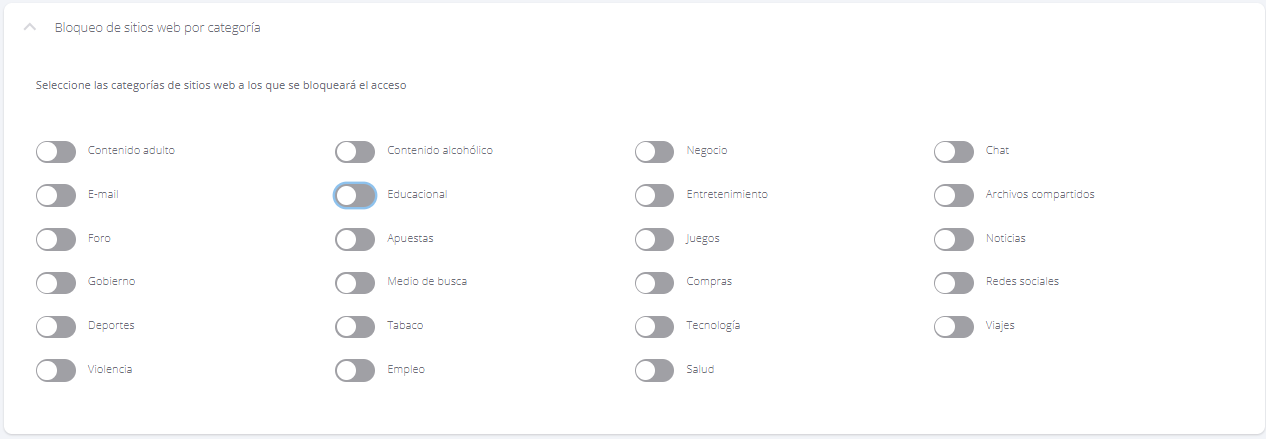 Bloqueo de sitios web por categoría
Seleccione las categorías de sitios web a los que se bloqueará el acceso
Contenido adulto
Contenido alcohólico
Negocio
Chat
E-mail
Educacional
Entretenimiento
Archivos compartidos
Foro
Apuestas
Juegos
Noticias
Gobierno
Medio de busca
Compras
Redes sociales
Deportes
Tabaco
Tecnología
Viajes
Violencia
Empleo
Salud